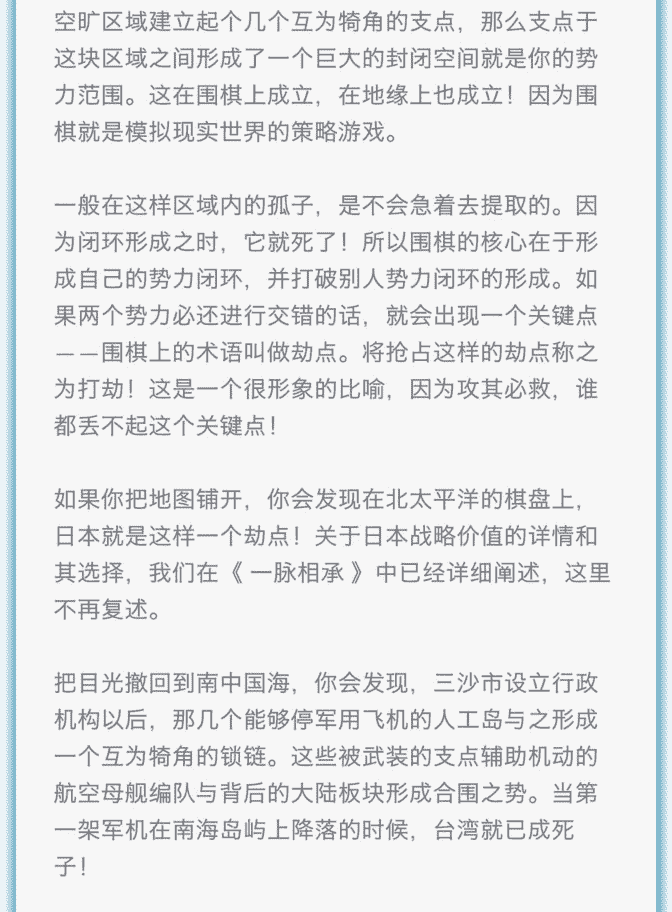 空旷区域建立起个几个互为犄角的支点，那么支点于
这块区域之间形成了一个巨大的封闭空间就是你的势
力范围。这在围棋上成立，在地缘上也成立！因为围
棋就是模拟现实世界的策略游戏。
一般在这样区域内的孤子，是不会急着去提取的。因
为闭环形成之时，它就死了！所以围棋的核心在于形
成自己的势力闭环，并打破别人势力闭环的形成。如
果两个势力必还进行交错的话，就会出现一个关键点
——围棋上的术语叫做劫点。将抢占这样的劫点称之
为打劫！这是一个很形象的比喻，因为攻其必救，谁
都丢不起这个关键点！
如果你把地图铺开，你会发现在北太平洋的棋盘上，
日本就是这样一个劫点！关于日本战略价值的详情和
其选择，我们在《 一脉相承 》中已经详细阐述，这里
不再复述。
把目光撤回到南中国海，你会发现，三沙市设立行政
机构以后，那几个能够停军用飞机的人工岛与之形成
一个互为犄角的锁链。这些被武装的支点辅助机动的
航空母舰编队与背后的大陆板块形成合围之势。当第
一架军机在南海岛屿上降落的时候，台湾就已成死
子！